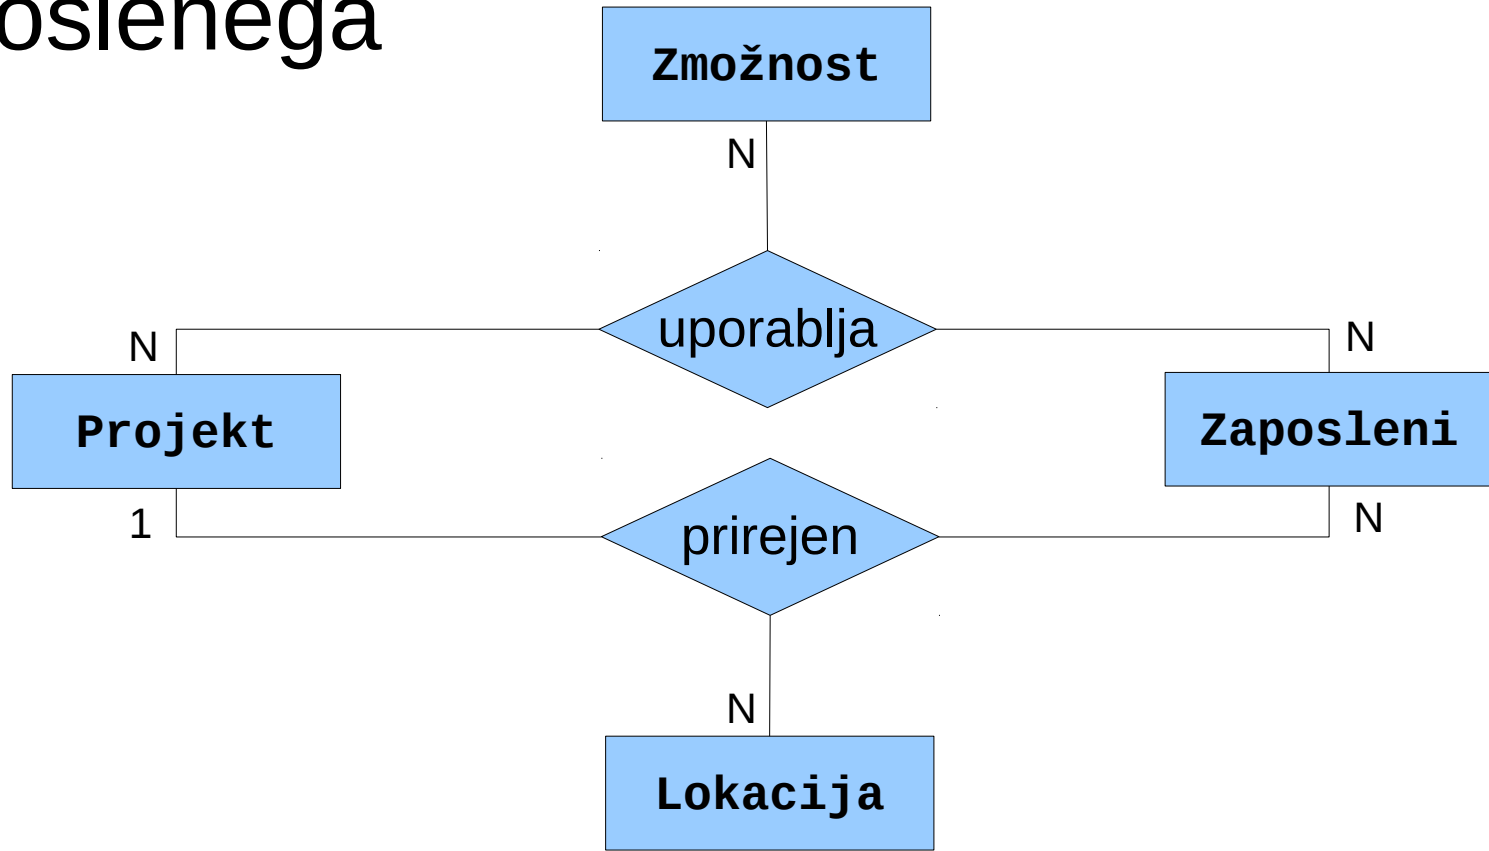 oslenega
Zmožnost
N
uporablja
N
N
Projekt
Zaposleni
1
N
prirejen
N
Lokacija